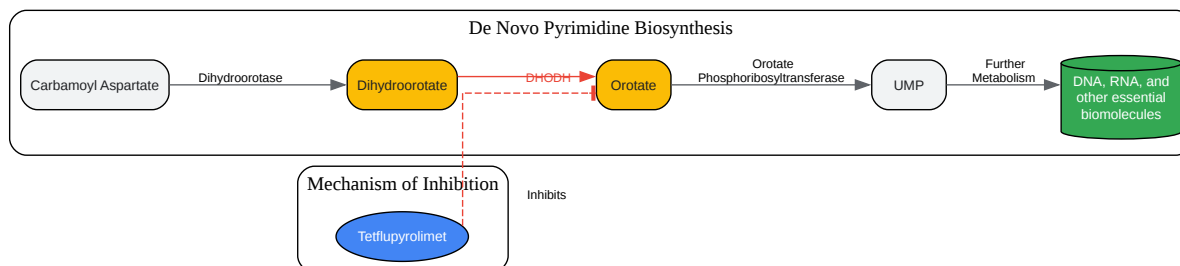 De Novo Pyrimidine Biosynthesis
Carbamoyl Aspartate
Dihydroorotase
Dihydroorotate
DHODH
Orotate
Orotate
Phosphoribosyltransferase
UMP
Further
Metabolism
DNA, RNA, and
other essential
biomolecules
Mechanism of Inhibition
Inhibits
Tetflupyrolimet